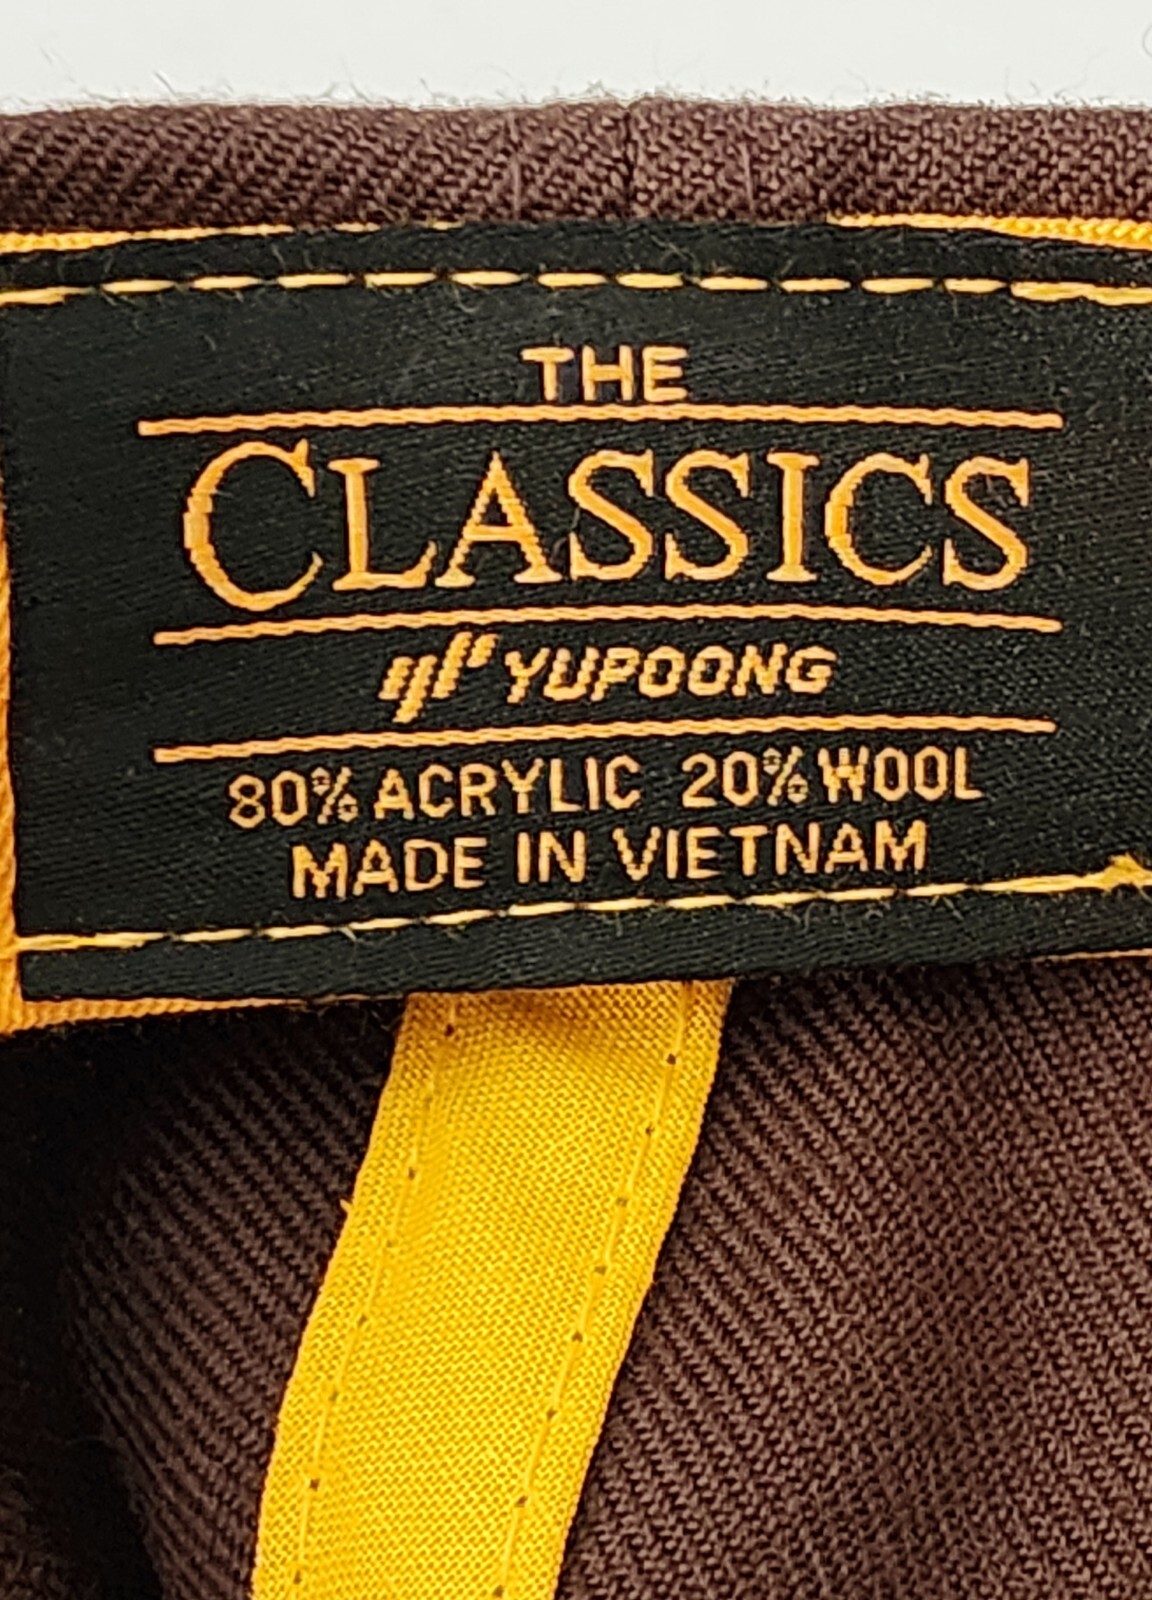 THE
CLASSICS
YUPOONG
80% ACRYLIC 20% WOOL
MADE IN VIETNAM